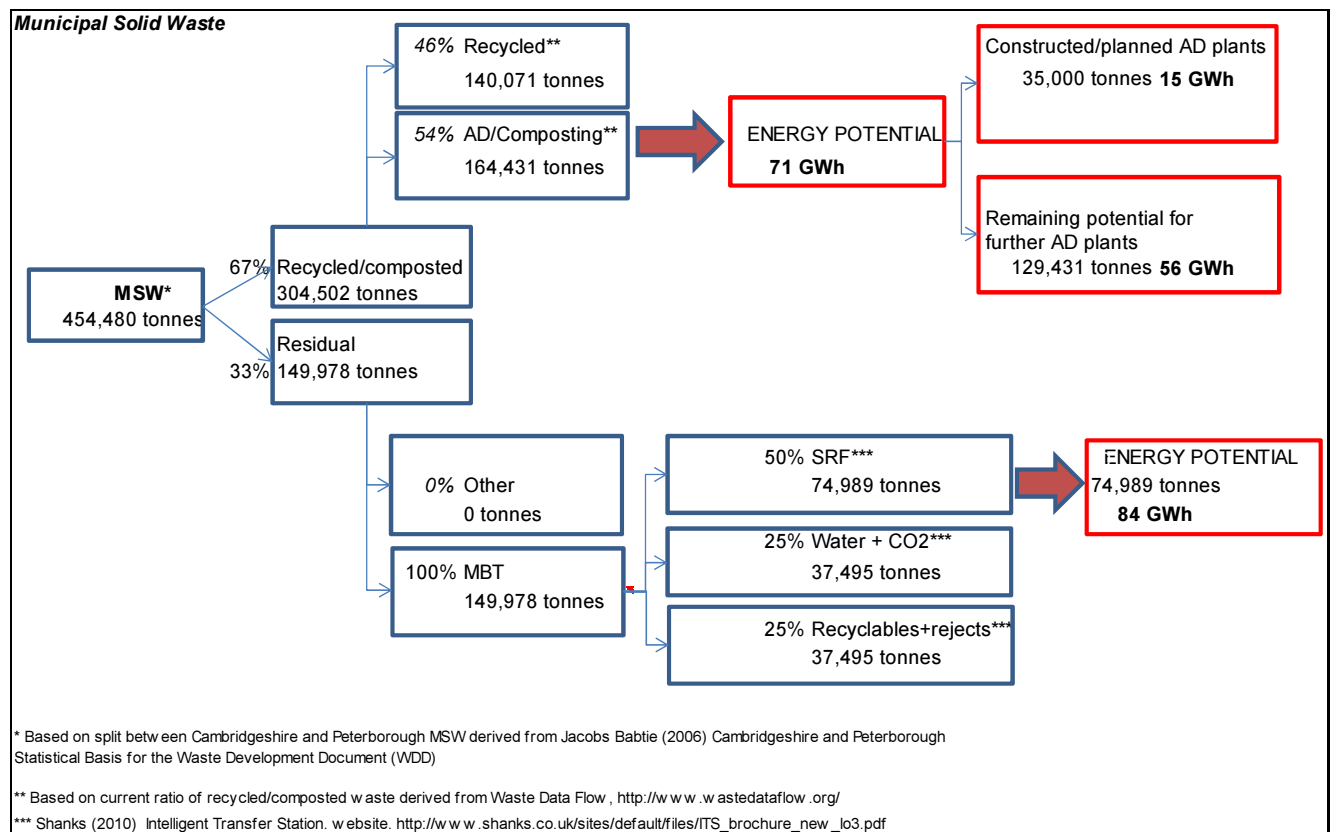 Municipal Solid Waste
46% Recycled**
140,071 tonnes
54% AD/Composting**
164,431 tonnes
ENERGY POTENTIAL
71 GWh
Constructed/planned AD plants
35,000 tonnes 15 GWh
Remaining potential for
further AD plants
129,431 tonnes 56 GWh
MSW*
454,480 tonnes
67% Recycled/composted
304,502 tonnes
Residual
33% 149,978 tonnes
0% Other
0 tonnes
100% MBT
149,978 tonnes
50% SRF***
74,989 tonnes
25% Water + CO2***
37,495 tonnes
25% Recyclables+rejects***
37,495 tonnes
ENERGY POTENTIAL
74,989 tonnes
84 GWh
* Based on split between Cambridgeshire and Peterborough MSW derived from Jacobs Babtie (2006) Cambridgeshire and Peterborough
Statistical Basis for the Waste Development Document (WDD)
** Based on current ratio of recycled/composted waste derived from Waste Data Flow, http://www.wastedataflow.org/
*** Shanks (2010) Intelligent Transfer Station. website. http://www.shanks.co.uk/sites/default/files/ITS_brochure_new_lo3.pdf